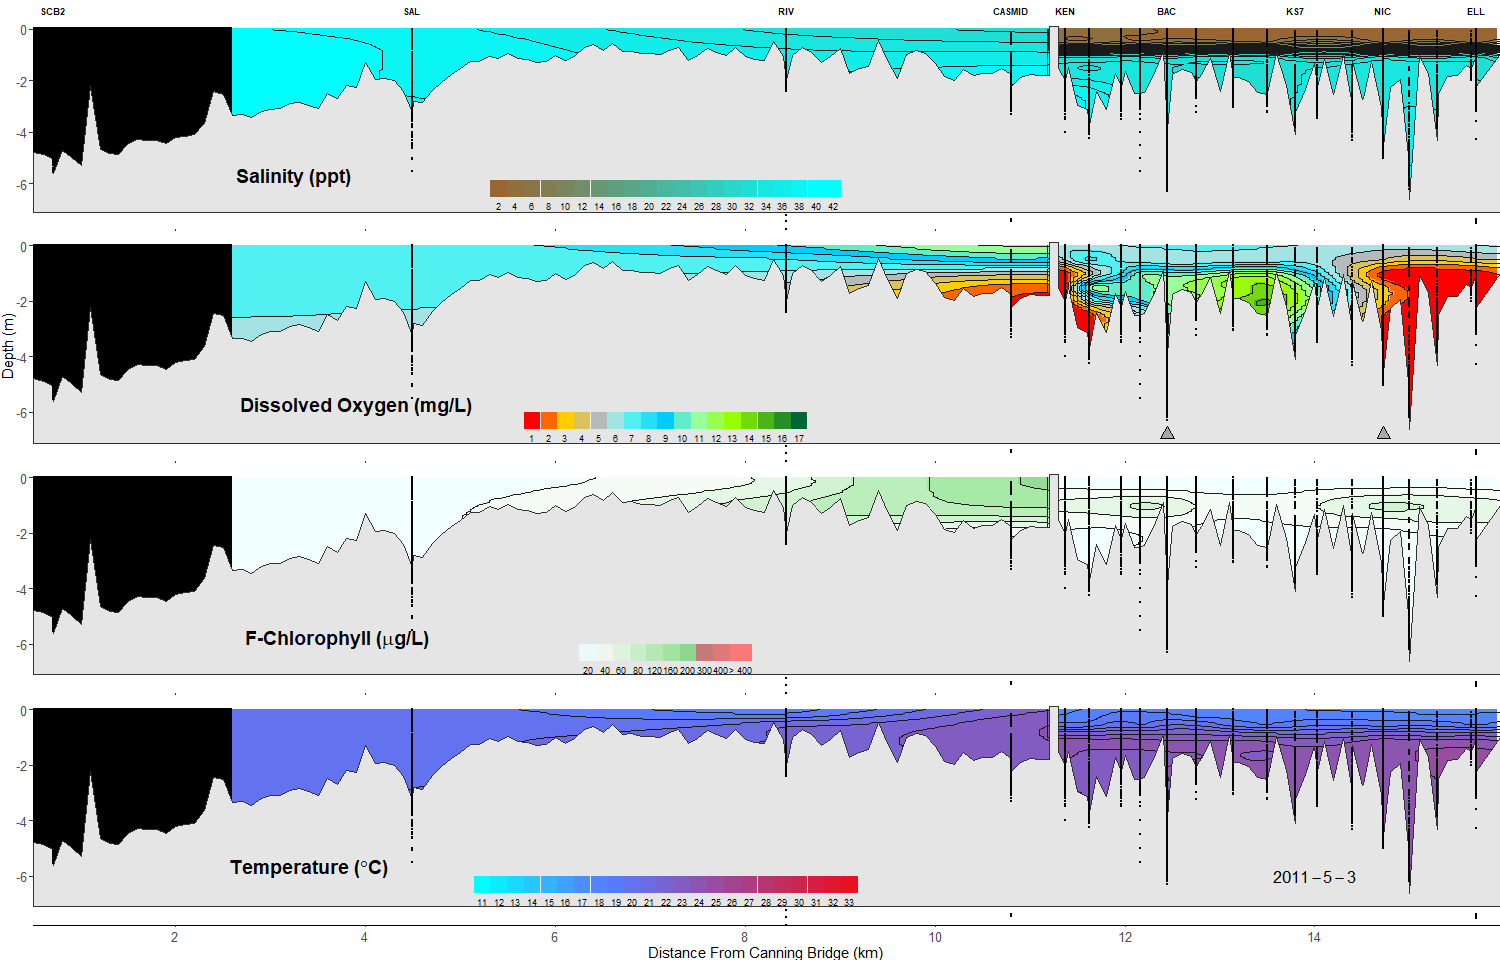 SCB2 SAL RIV CASMID KEN BAC KS7 NIC ELL
0
-2
-4
-6
Salinity (ppt)
2 4 6 8 10 12 14 16 18 20 22 24 26 28 30 32 34 36 38 40 42
0
-2
-4
-6
Depth (m)
Dissolved Oxygen (mg/L)
1 2 3 4 5 6 7 8 9 10 11 12 13 14 15 16 17
0
-2
-4
-6
F-Chlorophyll (μg/L)
20 40 60 80 120 160 200 300 400 > 400
0
-2
-4
-6
Temperature (°C)
2011-5-3
11 12 13 14 15 16 17 18 19 20 21 22 23 24 25 26 27 28 29 30 31 32 33
2 4 6 8 10 12 14
Distance From Canning Bridge (km)